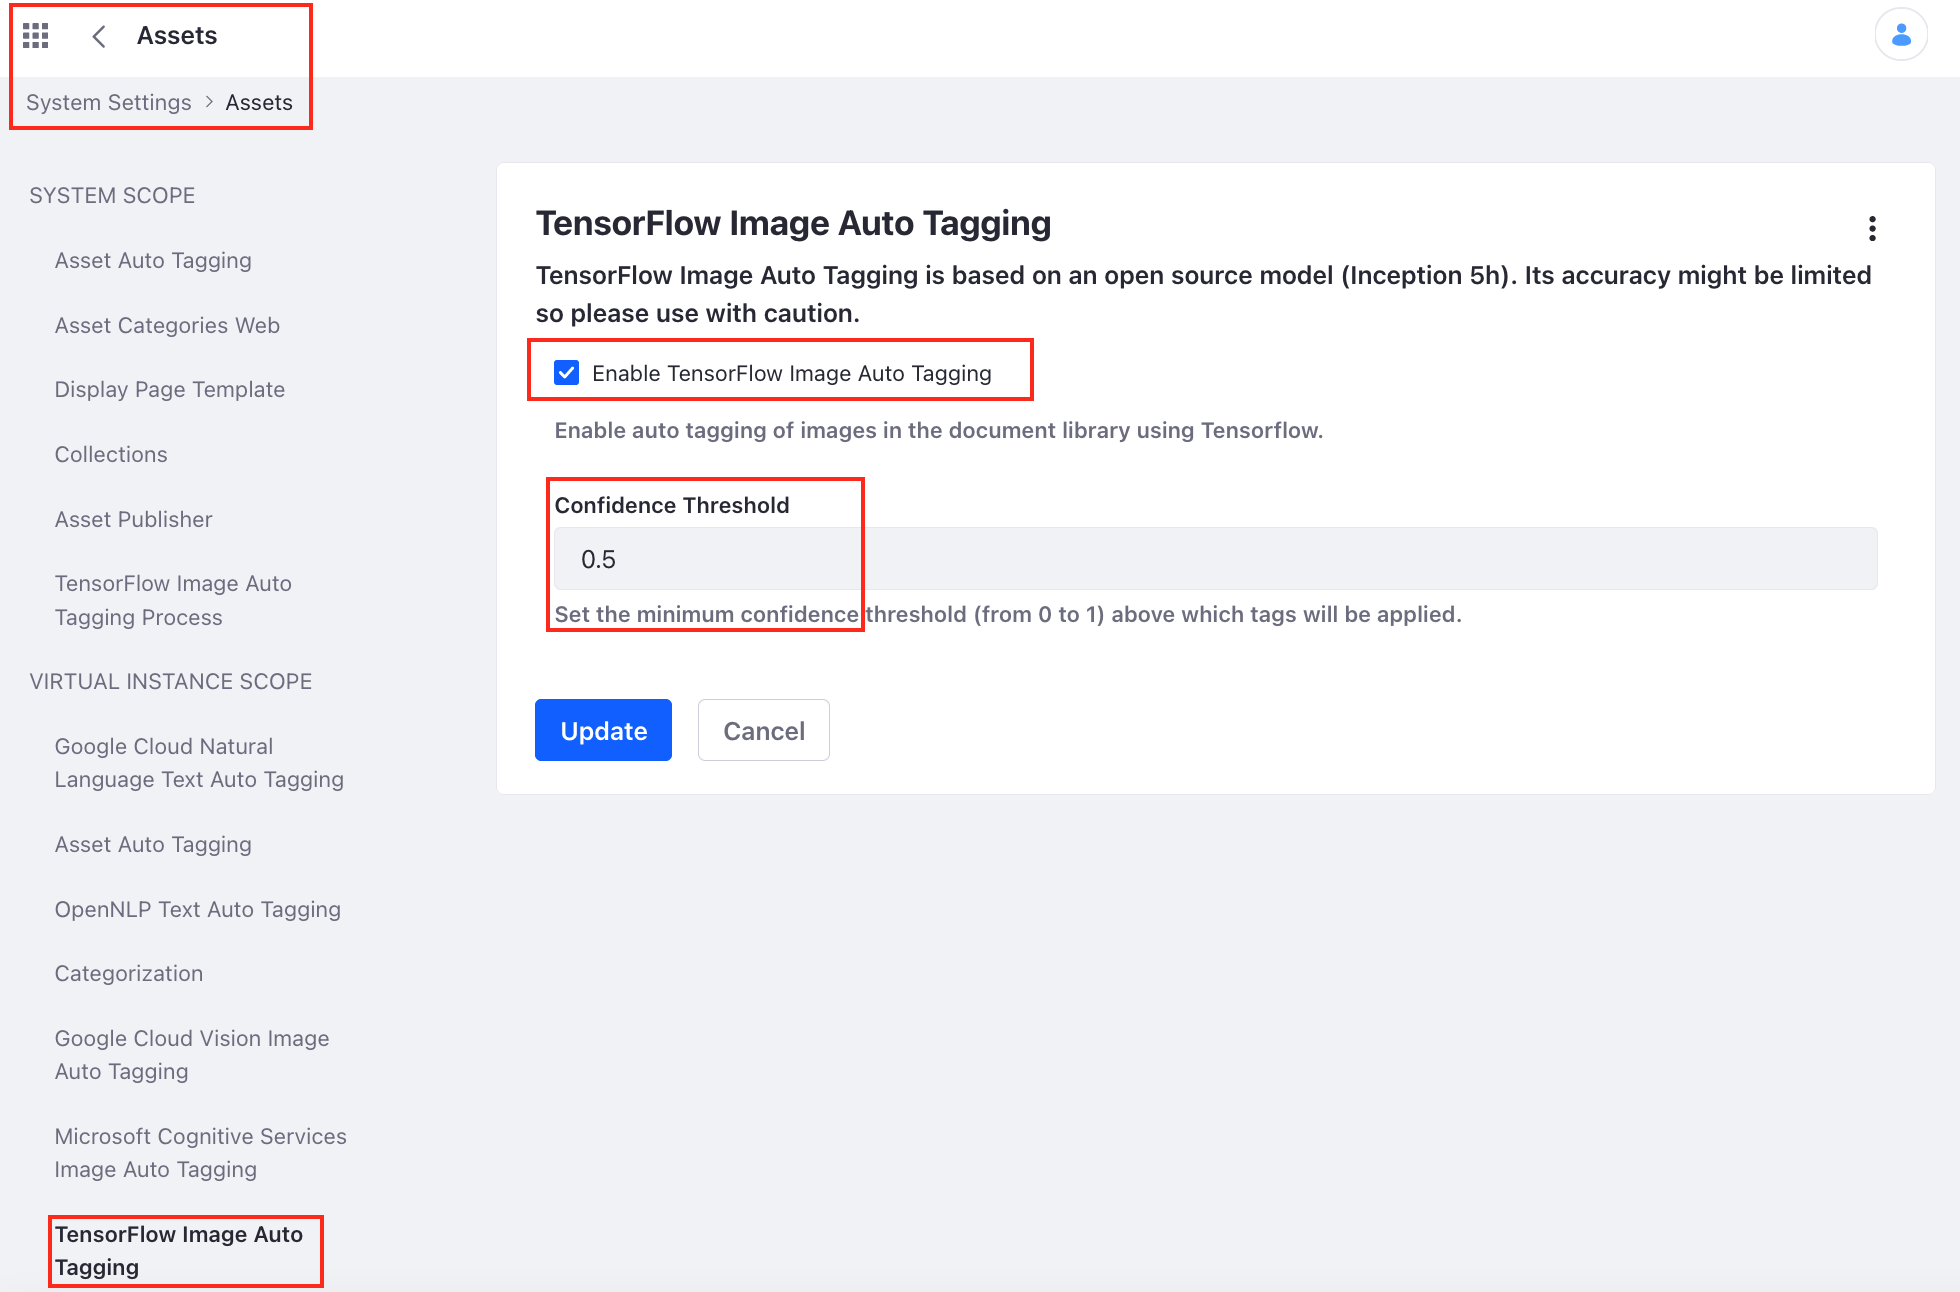 Assets
System Settings > Assets
SYSTEM SCOPE
Asset Auto Tagging
Asset Categories Web
Display Page Template
Collections
Asset Publisher
TensorFlow Image Auto
Tagging Process
VIRTUAL INSTANCE SCOPE
Google Cloud Natural
Language Text Auto Tagging
Asset Auto Tagging
OpenNLP Text Auto Tagging
Categorization
Google Cloud Vision Image
Auto Tagging
Microsoft Cognitive Services
Image Auto Tagging
TensorFlow Image Auto
Tagging
TensorFlow Image Auto Tagging
TensorFlow Image Auto Tagging is based on an open source model (Inception 5h). Its accuracy might be limited
so please use with caution.
Enable TensorFlow Image Auto Tagging
Enable auto tagging of images in the document library using Tensorflow.
Confidence Threshold
0.5
Set the minimum confidence threshold (from 0 to 1) above which tags will be applied.
Update Cancel